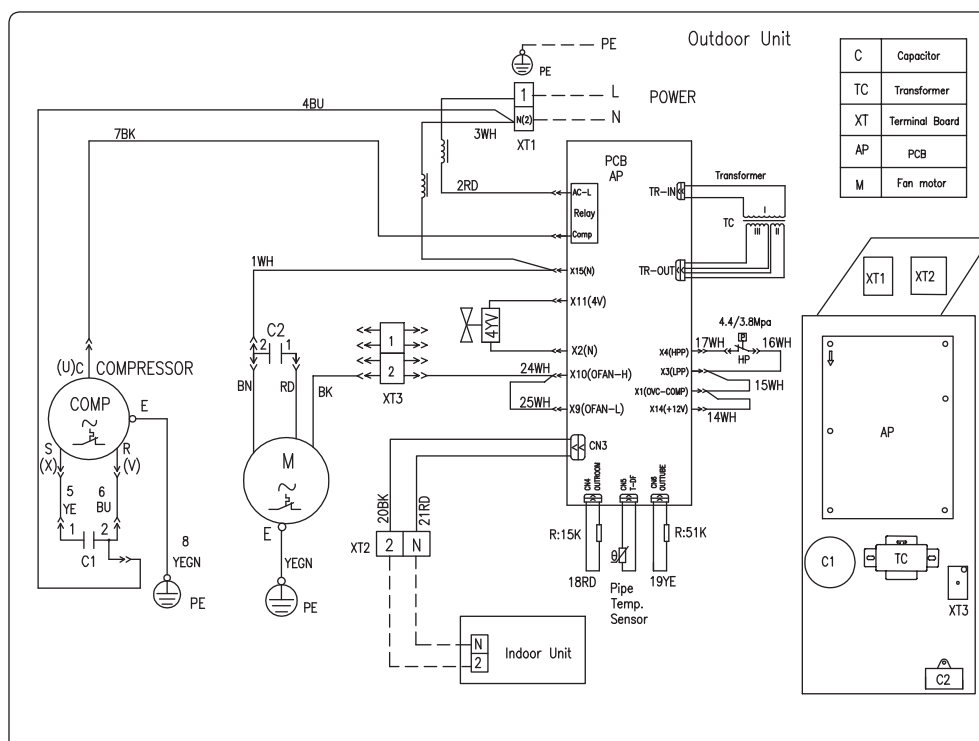 Outdoor Unit
PE
PE
L
N
POWER
1
N(2)
XT1
4BU
3WH
7BK
2RD
C Capacitor
TC Transformer
XT Terminal Board
AP PCB
M Fan motor
PCB
AP
AC-L
Relay
Comp
TR-IN
Transformer
TC
I
III
II
TR-OUT
1WH
X15(N)
X11(4V)
4YV
X2(N)
C2
2
1
BN
RD
BK
1
2
XT3
24WH
X10(OFAN-H)
25WH
X9(OFAN-L)
4.4/3.8Mpa
P
17WH
HP
16WH
X4(HPP)
X3(LPP)
15WH
X1(OVC-COMP)
X14(+12V)
14WH
(U)C COMPRESSOR
COMP
E
S
(X)
R
(V)
5
YE
6
BU
1
2
C1
8
YEGN
PE
M
E
YEGN
PE
CN3
20BK
21RD
XT2
2
N
CN4
OUTROON
CN5
T-DF
CN6
OUTTUBE
R:15K
θ
R:51K
18RD
19YE
Pipe
Temp.
Sensor
N
2
Indoor Unit
XT1
XT2
AP
C1
TC
XT3
C2